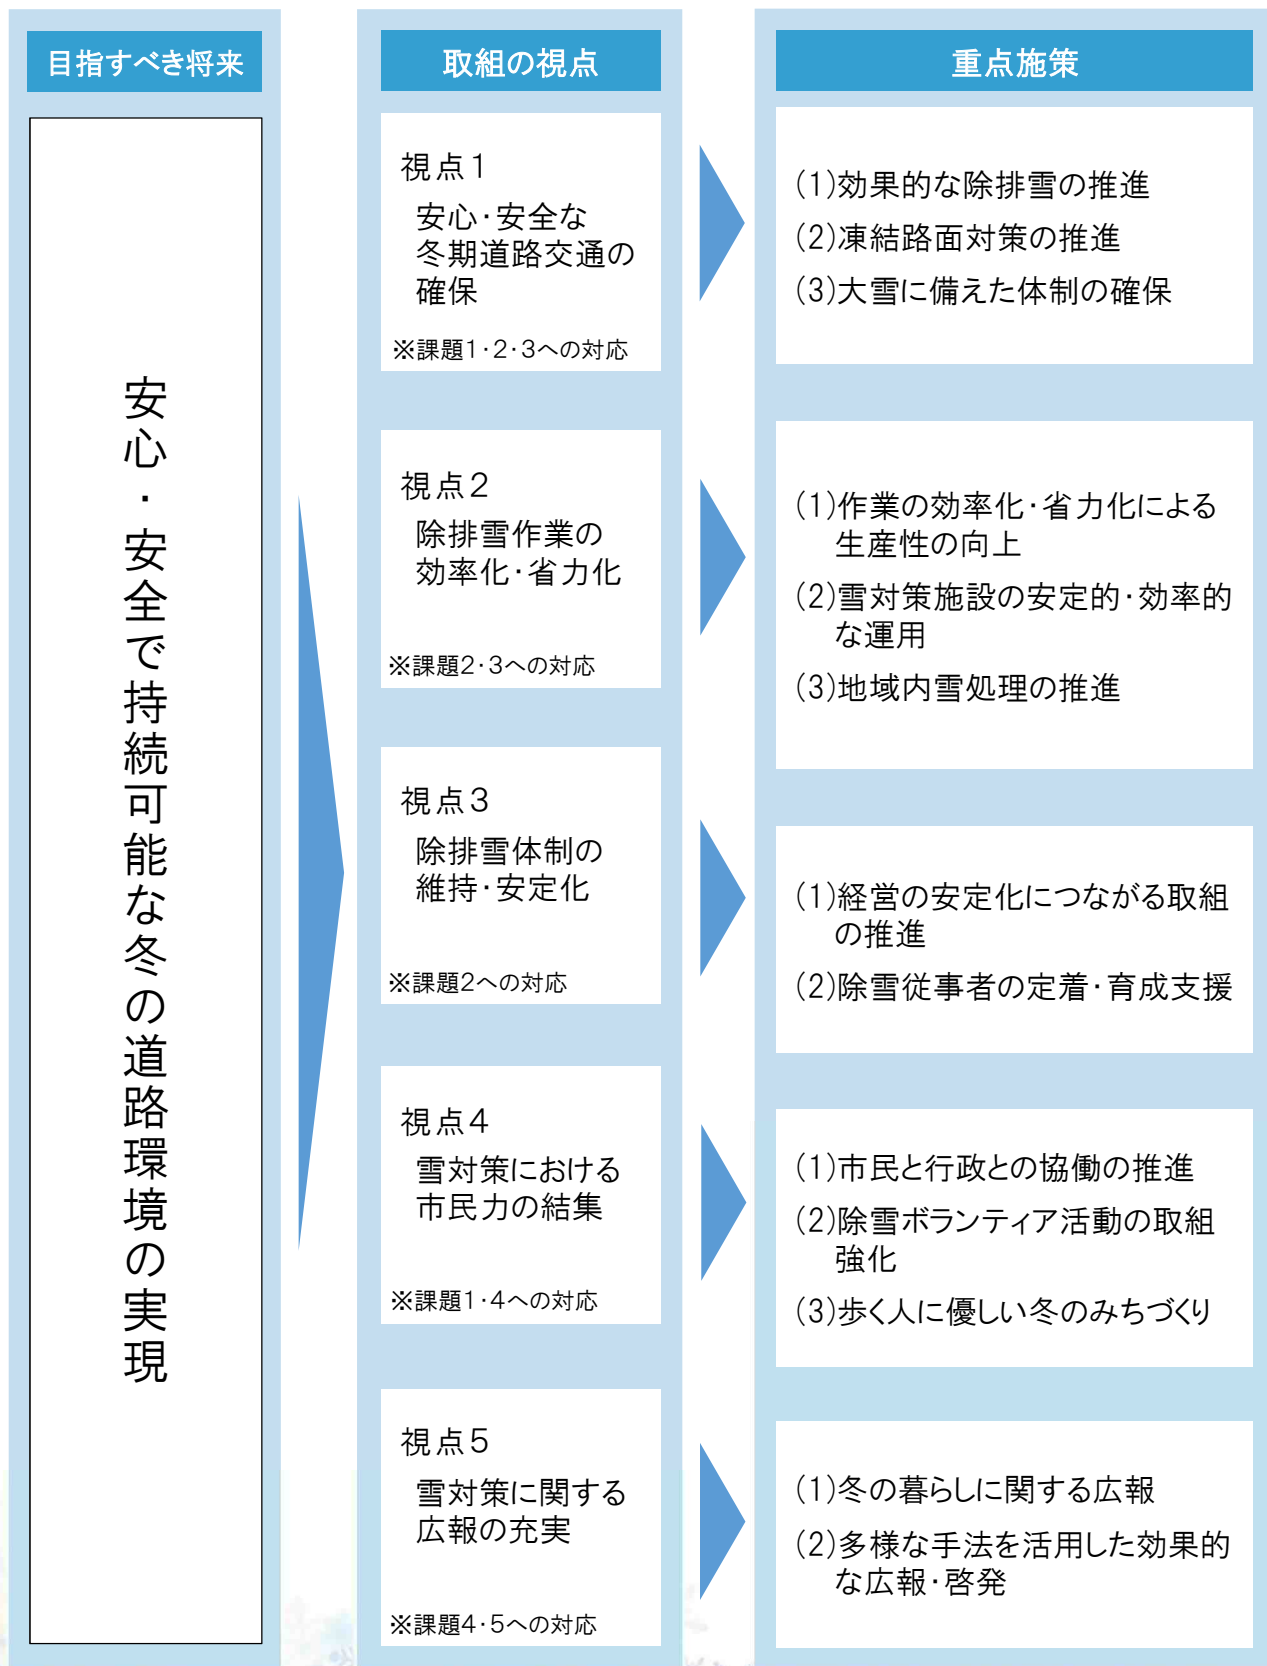 目指すべき将来
安心・安全で持続可能な冬の道路環境の実現
取組の視点
重点施策
視点１
安心・安全な
冬期道路交通の
確保
※課題１・２・３への対応
(1)効果的な除排雪の推進
(2)凍結路面対策の推進
(3)大雪に備えた体制の確保
視点２
除排雪作業の
効率化・省力化
※課題２・３への対応
(1)作業の効率化・省力化による
生産性の向上
(2)雪対策施設の安定的・効率的
な運用
(3)地域内雪処理の推進
視点３
除排雪体制の
維持・安定化
※課題２への対応
(1)経営の安定化につながる取組
の推進
(2)除雪従事者の定着・育成支援
視点４
雪対策における
市民力の結集
※課題１・４への対応
(1)市民と行政との協働の推進
(2)除雪ボランティア活動の取組
強化
(3)歩く人に優しい冬のみちづくり
視点５
雪対策に関する
広報の充実
※課題４・５への対応
(1)冬の暮らしに関する広報
(2)多様な手法を活用した効果的
な広報・啓発